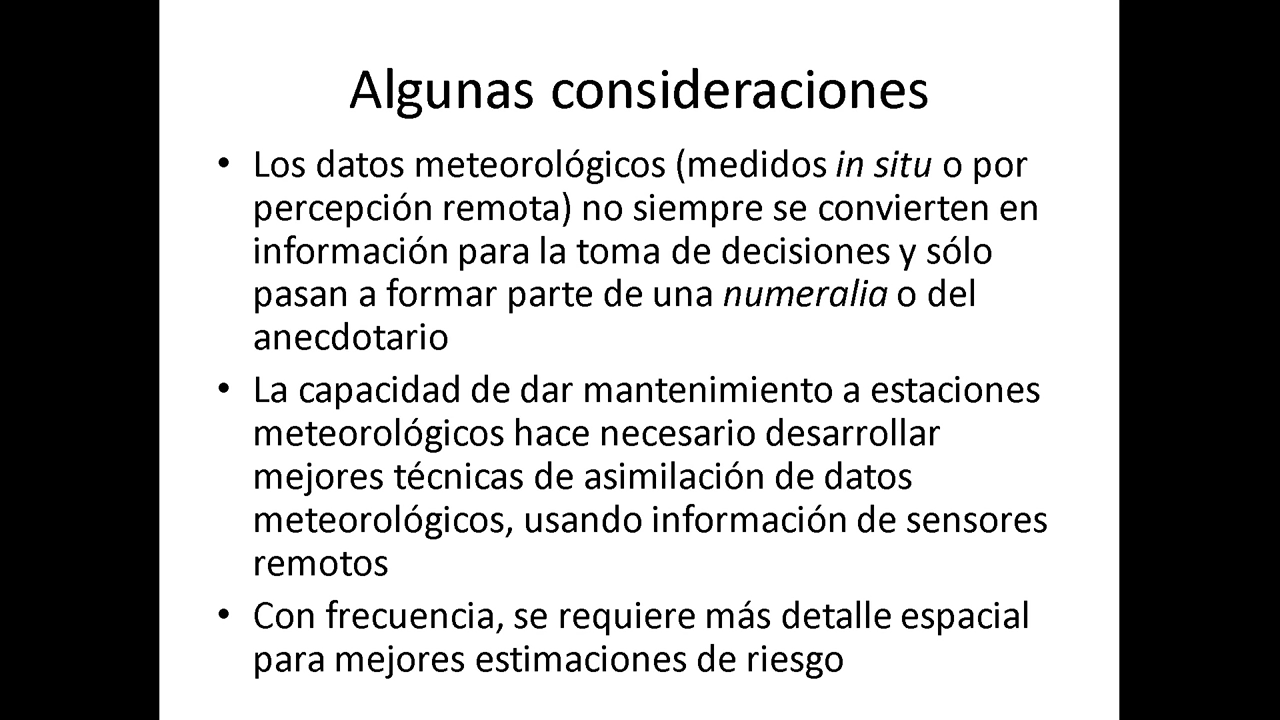 Algunas consideraciones
• Los datos meteorológicos (medidos in situ o por
percepción remota) no siempre se convierten en
información para la toma de decisiones y sólo
pasan a formar parte de una numeralia o del
anecdotario
• La capacidad de dar mantenimiento a estaciones
meteorológicos hace necesario desarrollar
mejores técnicas de asimilación de datos
meteorológicos, usando información de sensores
remotos
• Con frecuencia, se requiere más detalle espacial
para mejores estimaciones de riesgo